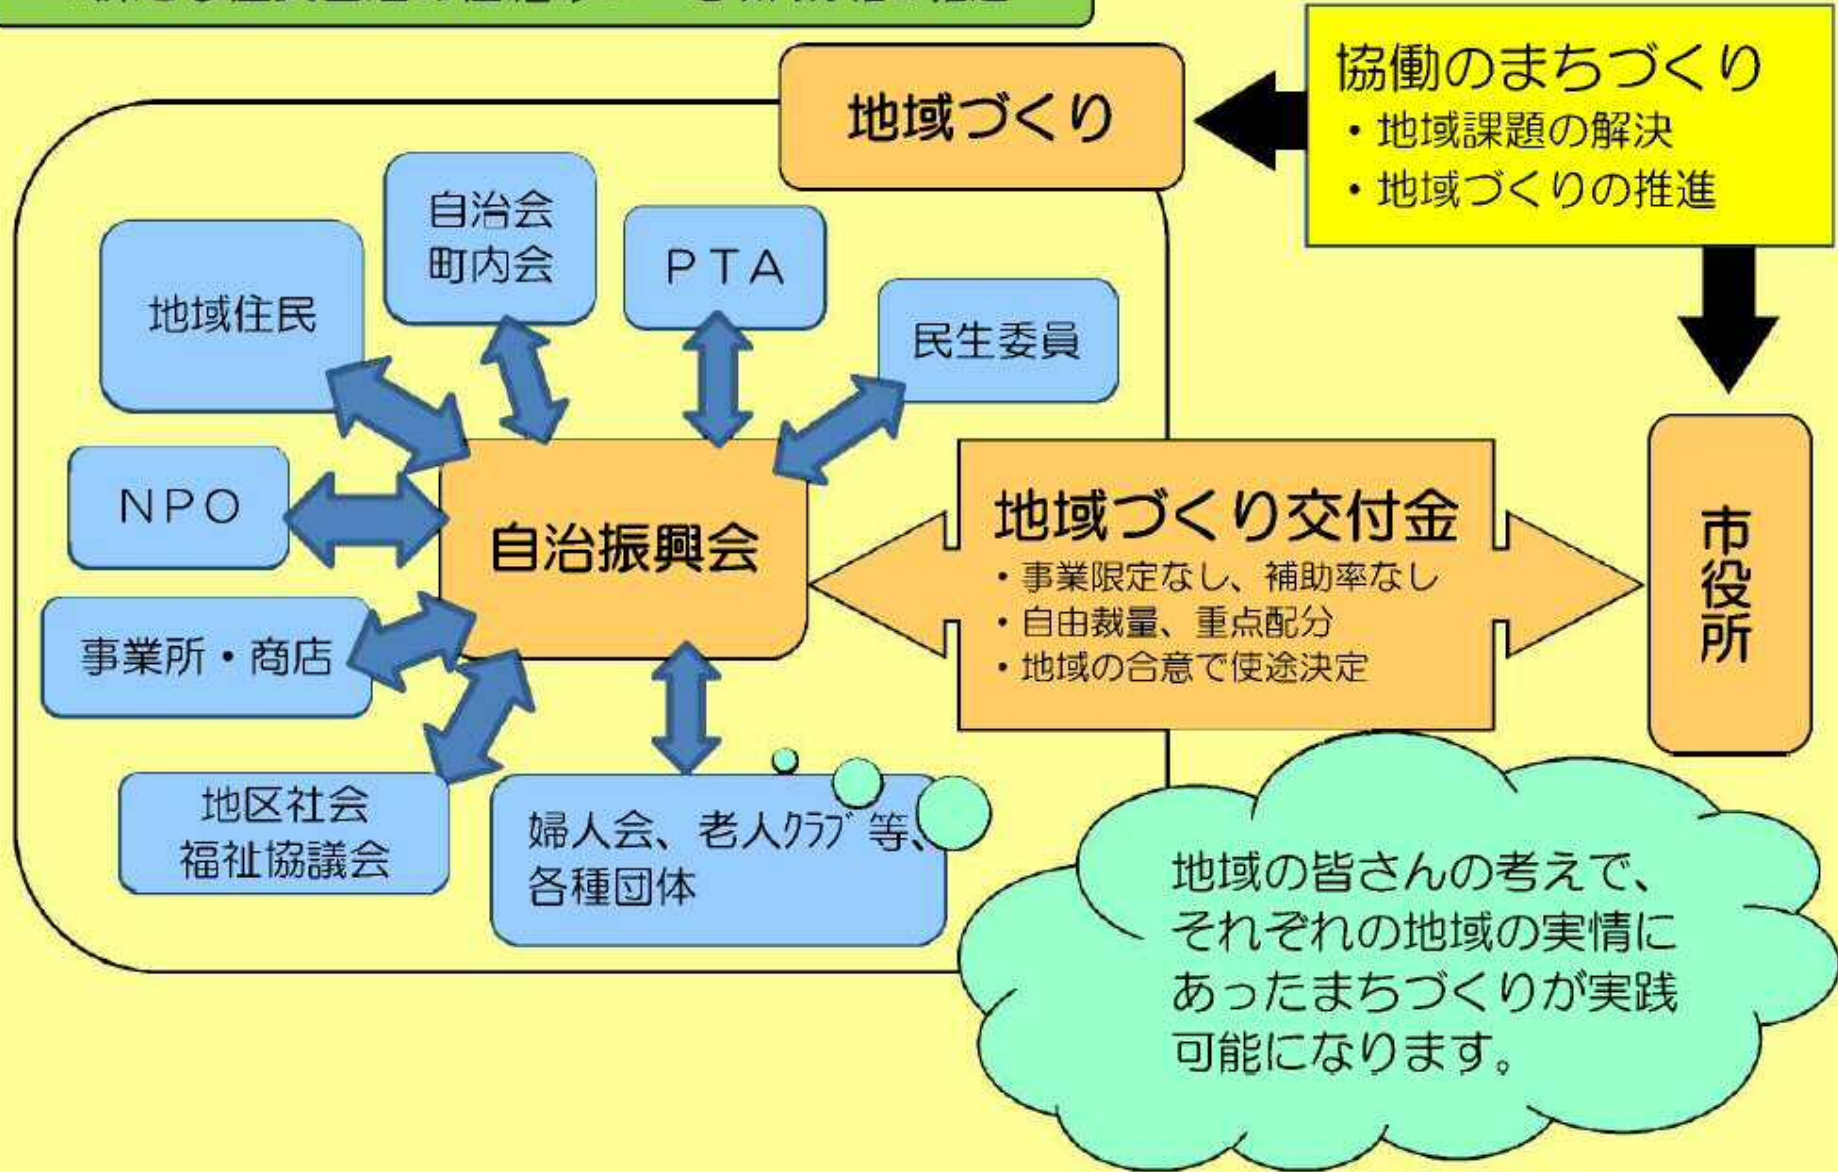 地域づくり
協働のまちづくり
・地域課題の解決
・地域づくりの推進
自治会
町内会
PTA
地域住民
民生委員
NPO
自治振興会
地域づくり交付金
・事業限定なし、補助率なし
・自由裁量、重点配分
・地域の合意で使途決定
市役所
事業所・商店
地区社会
福祉協議会
婦人会、老人クラブ等、
各種団体
地域の皆さんの考えで、
それぞれの地域の実情に
あったまちづくりが実践
可能になります。